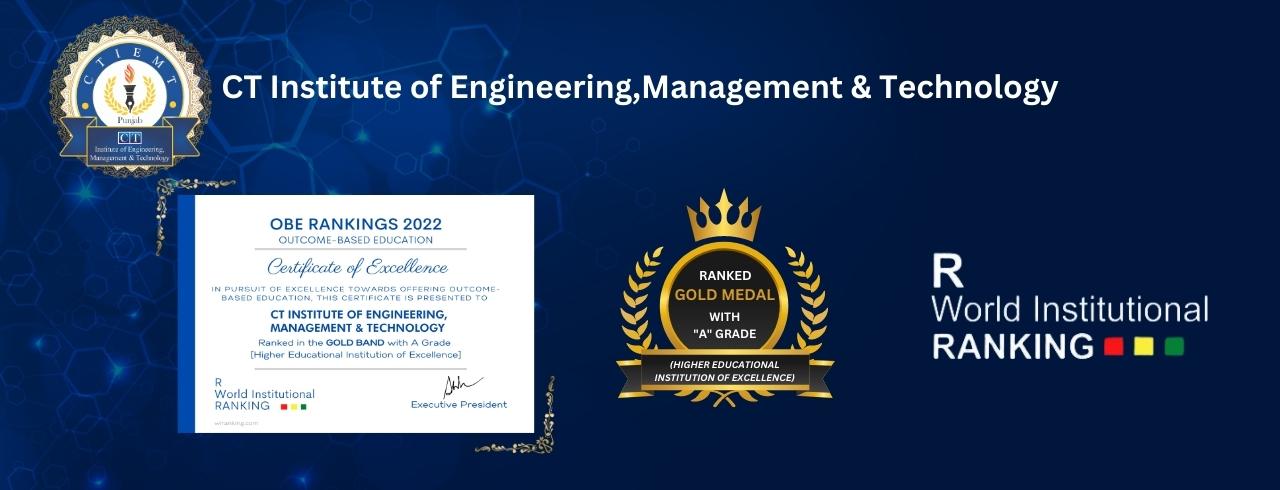 CTIEMT
Punjab
CT
Institute of Engineering,
Management & Technology
CT Institute of Engineering,Management & Technology
OBE RANKINGS 2022
OUTCOME-BASED EDUCATION
Certificate of Excellence
IN PURSUIT OF EXCELLENCE TOWARDS OFFERING OUTCOME-
BASED EDUCATION, THIS CERTIFICATE IS PRESENTED TO
CT INSTITUTE OF ENGINEERING,
MANAGEMENT & TECHNOLOGY
Ranked in the GOLD BAND with A Grade
[Higher Educational Institution of Excellence]
R
World Institutional
RANKING
Executive President
wiranking.com
RANKED
GOLD MEDAL
WITH
"A" GRADE
(HIGHER EDUCATIONAL
INSTITUTION OF EXCELLENCE)
R
World Institutional
RANKING